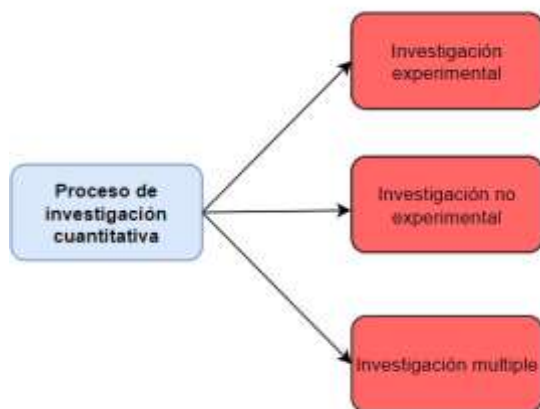 Proceso de
investigación
cuantitativa
Investigación
experimental
Investigación no
experimental
Investigación multiple